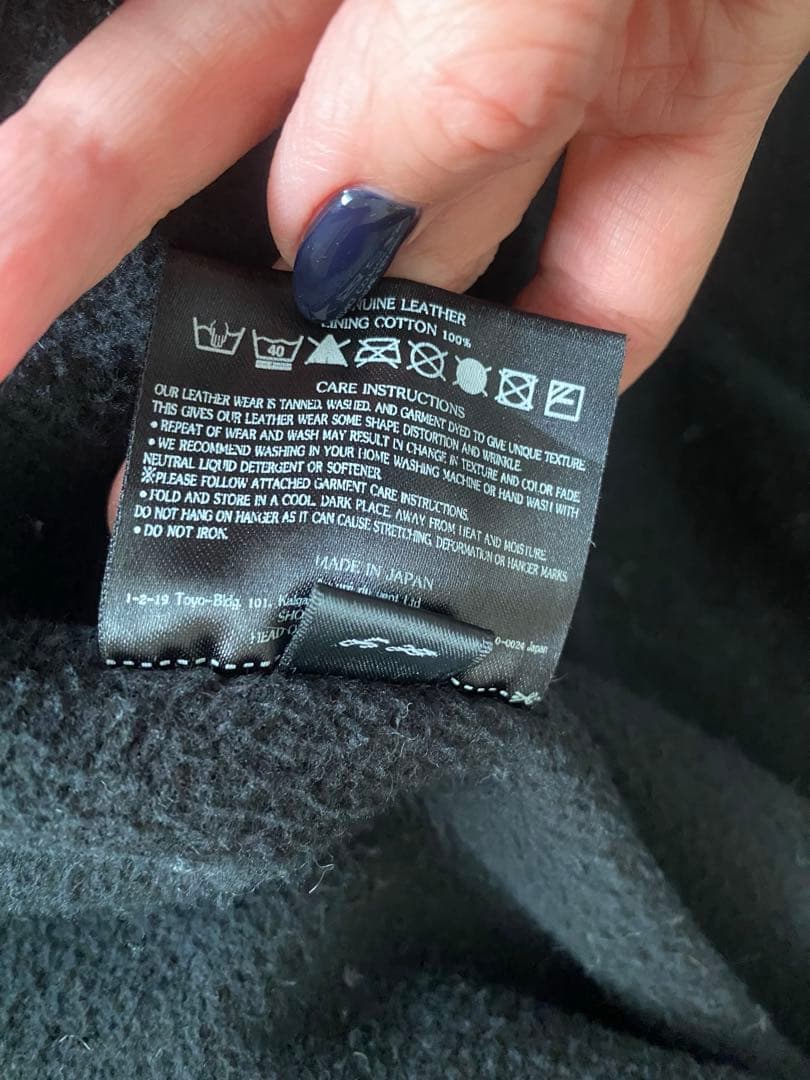 NUINE LEATHER
LINING COTTON 100%
40
CARE INSTRUCTIONS
OUR LEATHER WEAR IS TANNED, WASHED, AND GARMENT DYED TO GIVE UNIQUE TEXTURE
THIS GIVES OUR LEATHER WEAR SOME SHAPE, DISTORTION AND WRINKLE.
• REPEAT OF WEAR AND WASH MAY RESULT IN CHANGE IN TEXTURE AND COLOR FADE
• WE RECOMMEND WASHING IN YOUR HOME WASHING MACHINE OR HAND WASH WITH
NEUTRAL LIQUID DETERGENT OR SOFTENER
※PLEASE FOLLOW ATTACHED GARMENT CARE INSTRUCTIONS.
• FOLD AND STORE IN A COOL DARK PLACE, AWAY FROM HEAT AND MOISTURE
DO NOT HANG ON HANGER AS IT CAN CAUSE STRETCHING, DEFORMATION OR HANGER MARKS
• DO NOT IRON.
MADE IN JAPAN
Ltd
1-2-19 Toyo-Bldg. 101.
0-0024 Japan